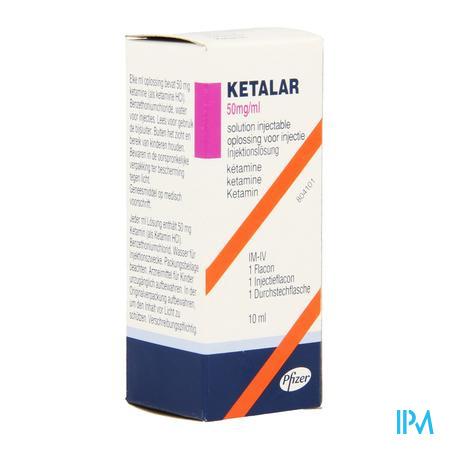 KETALAR
50mg/ml
solution injectable
oplossing voor injectie
Injektionslösung
kétamine
ketamine
Ketamin
804101
IM-IV
1 Flacon
1 Injectieflacon
1 Durchstechflasche
10 ml
Pfizer
Elke ml oplossing bevat 50 mg
ketamine (als ketamine HCl),
Benzethoniumchloride, water
voor injecties. Lees voor gebruik
de bijsluiter. Buiten het zicht en
bereik van kinderen houden.
Bewaren in de oorspronkelijke
verpakking ter bescherming
tegen licht.
Geneesmiddel op medisch
voorschrift.
Jeder ml Lösung enthält 50 mg
Ketamin (als Ketamin HCl),
Benzethoniumchlorid, Wasser für
Injektionszwecke. Packungsbeilage
beachten. Arzneimittel für Kinder
unzugänglich aufbewahren. In der
Originalverpackung aufbewahren,
um den Inhalt vor Licht zu
schützen. Verschreibungspflichtig
IPM